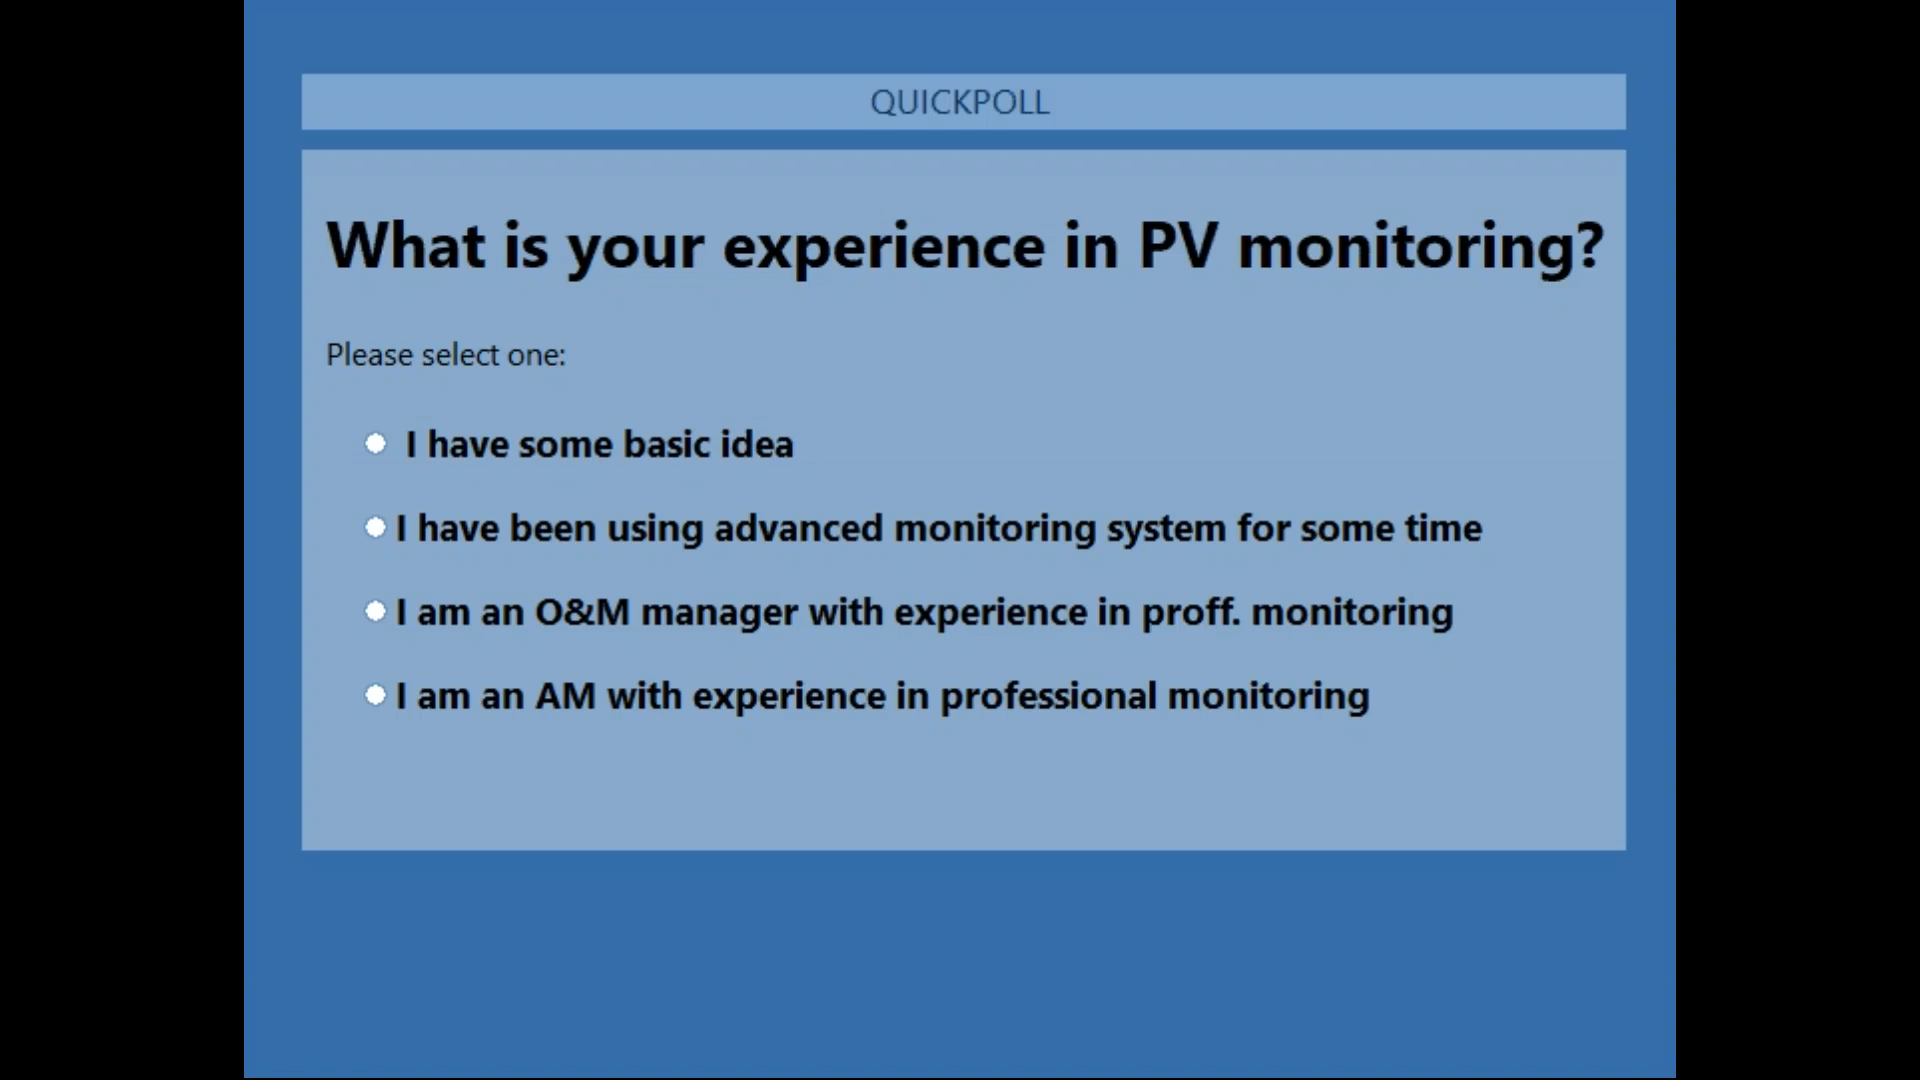 QUICKPOLL
What is your experience in PV monitoring?
Please select one:
I have some basic idea
I have been using advanced monitoring system for some time
I am an O&M manager with experience in proff. monitoring
I am an AM with experience in professional monitoring